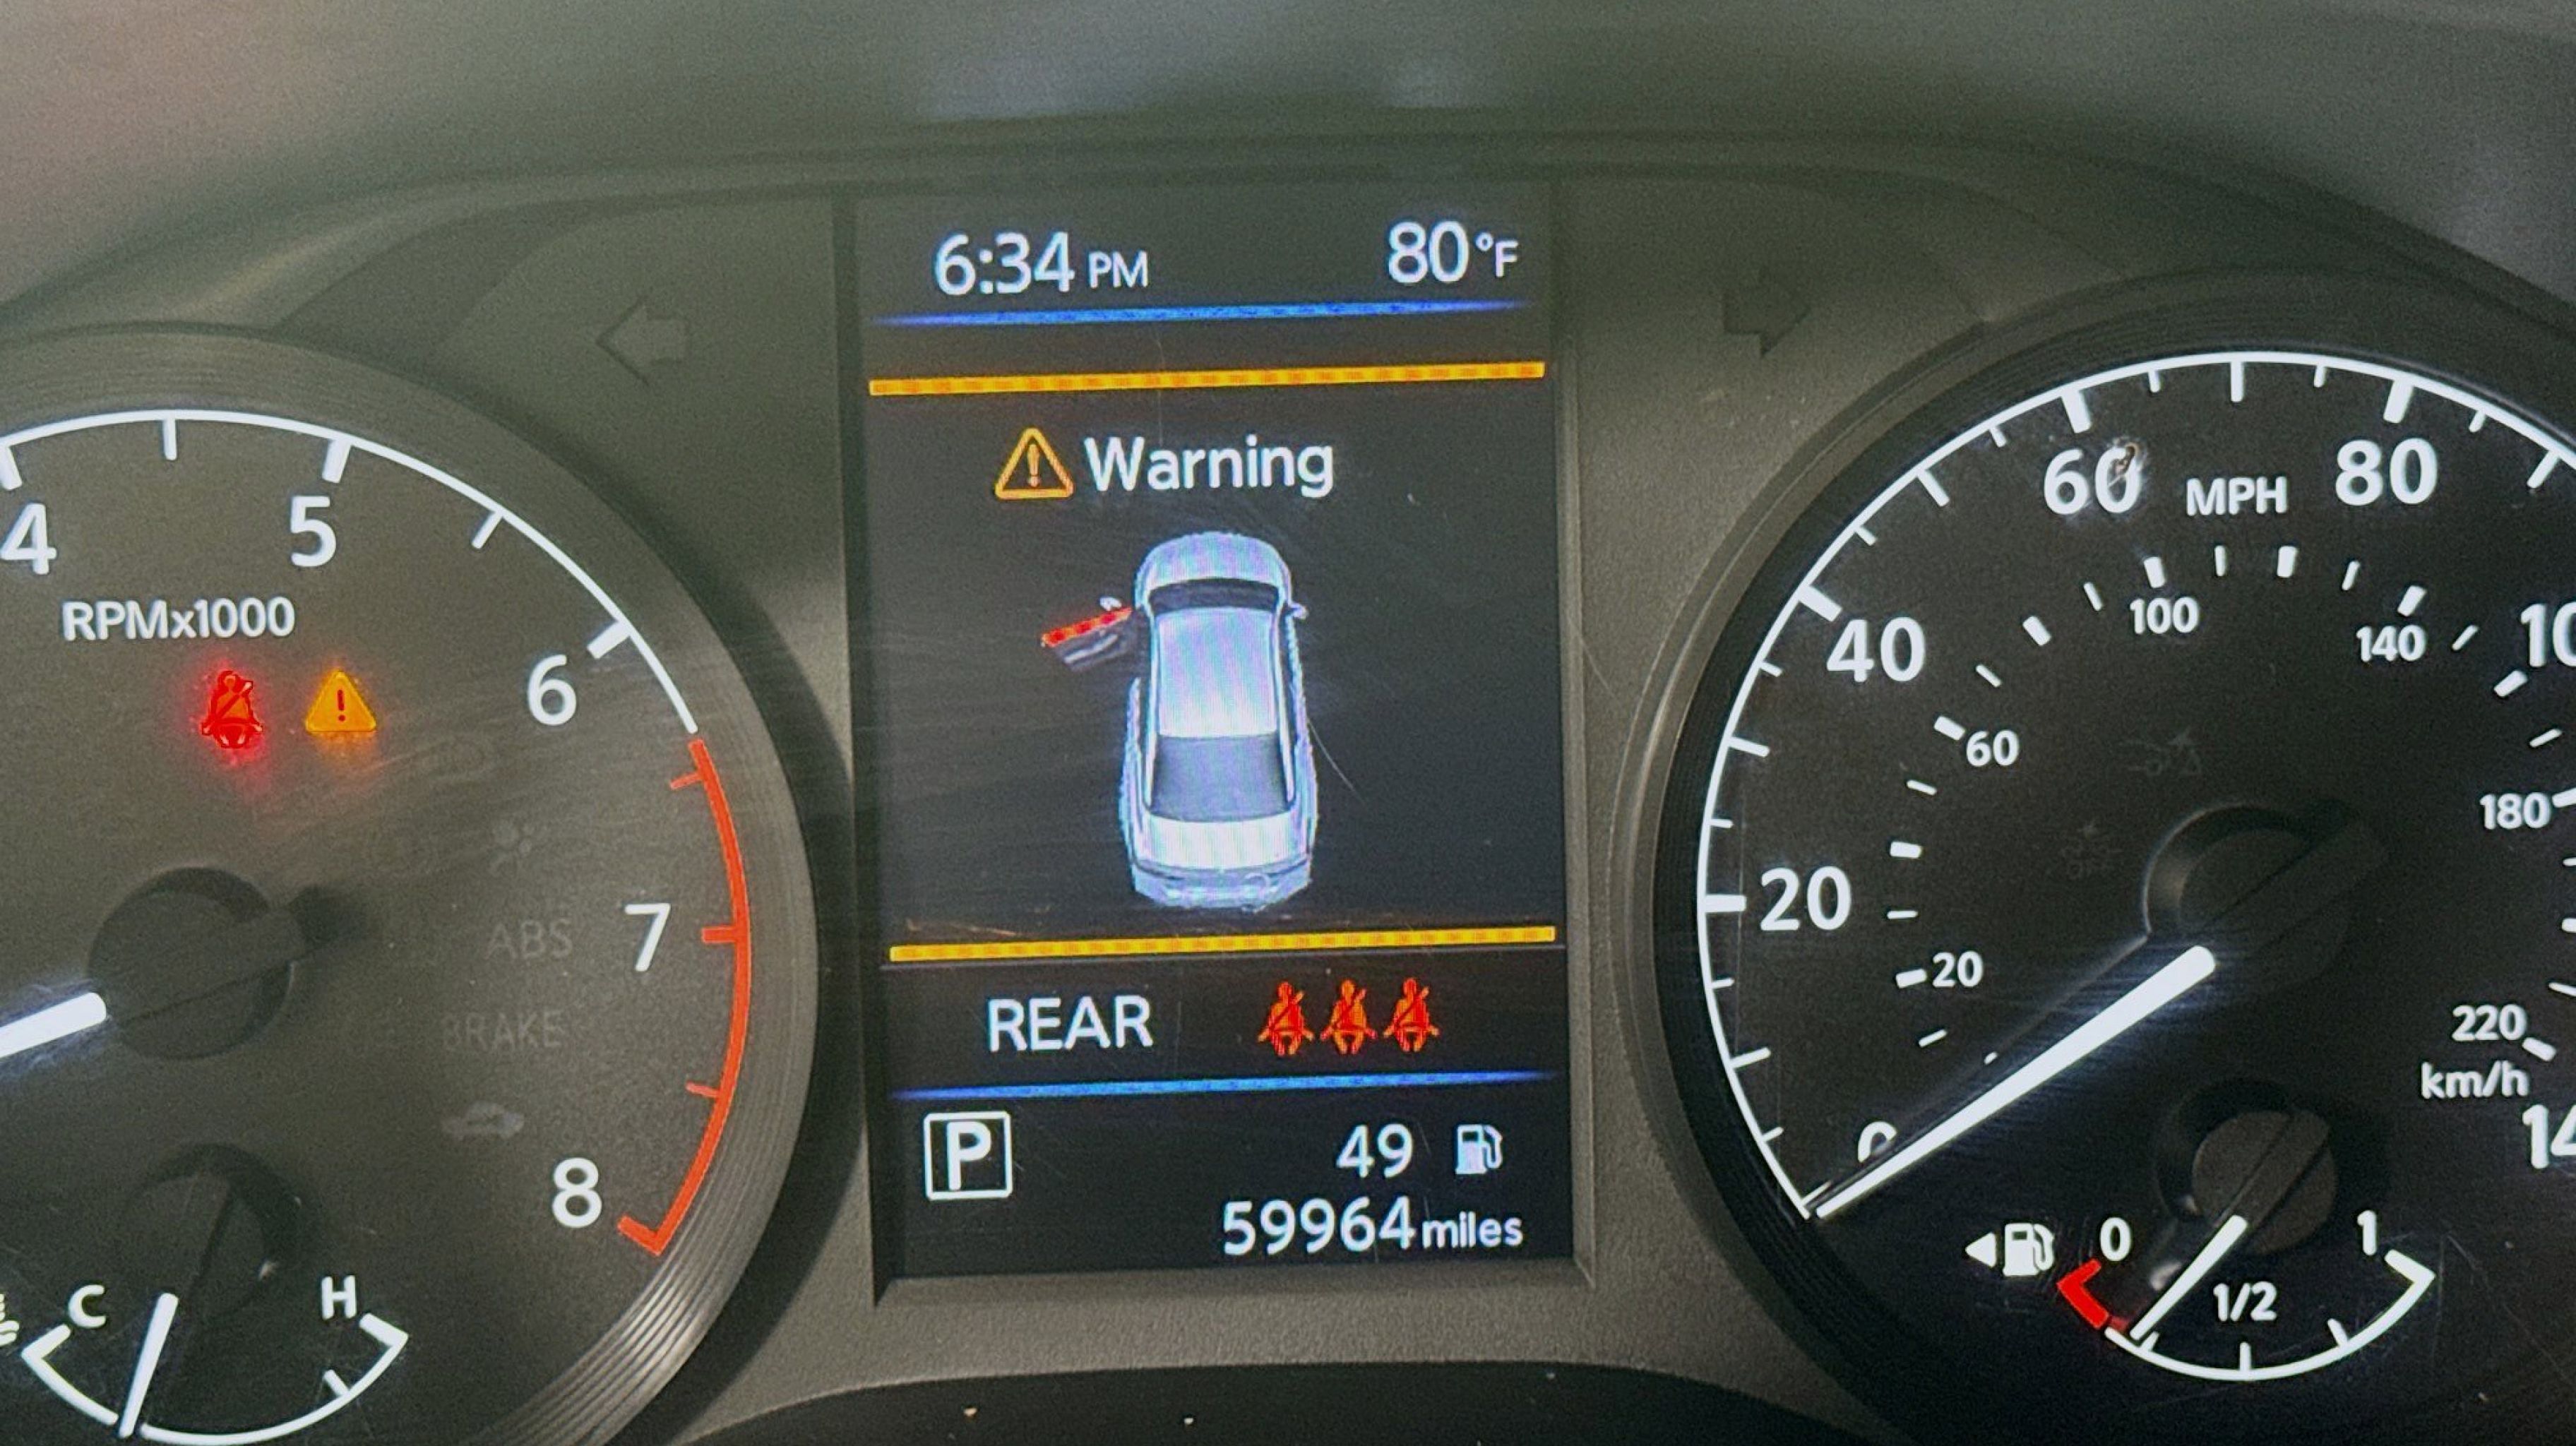 6:34 PM 80°F
Warning
REAR
P 49
59964 miles
4 5 6 7 8
RPMx1000
ABS
BRAKE
C H
20 40 60 80
MPH
20 60 100 140 180 220
km/h
0 1/2 1